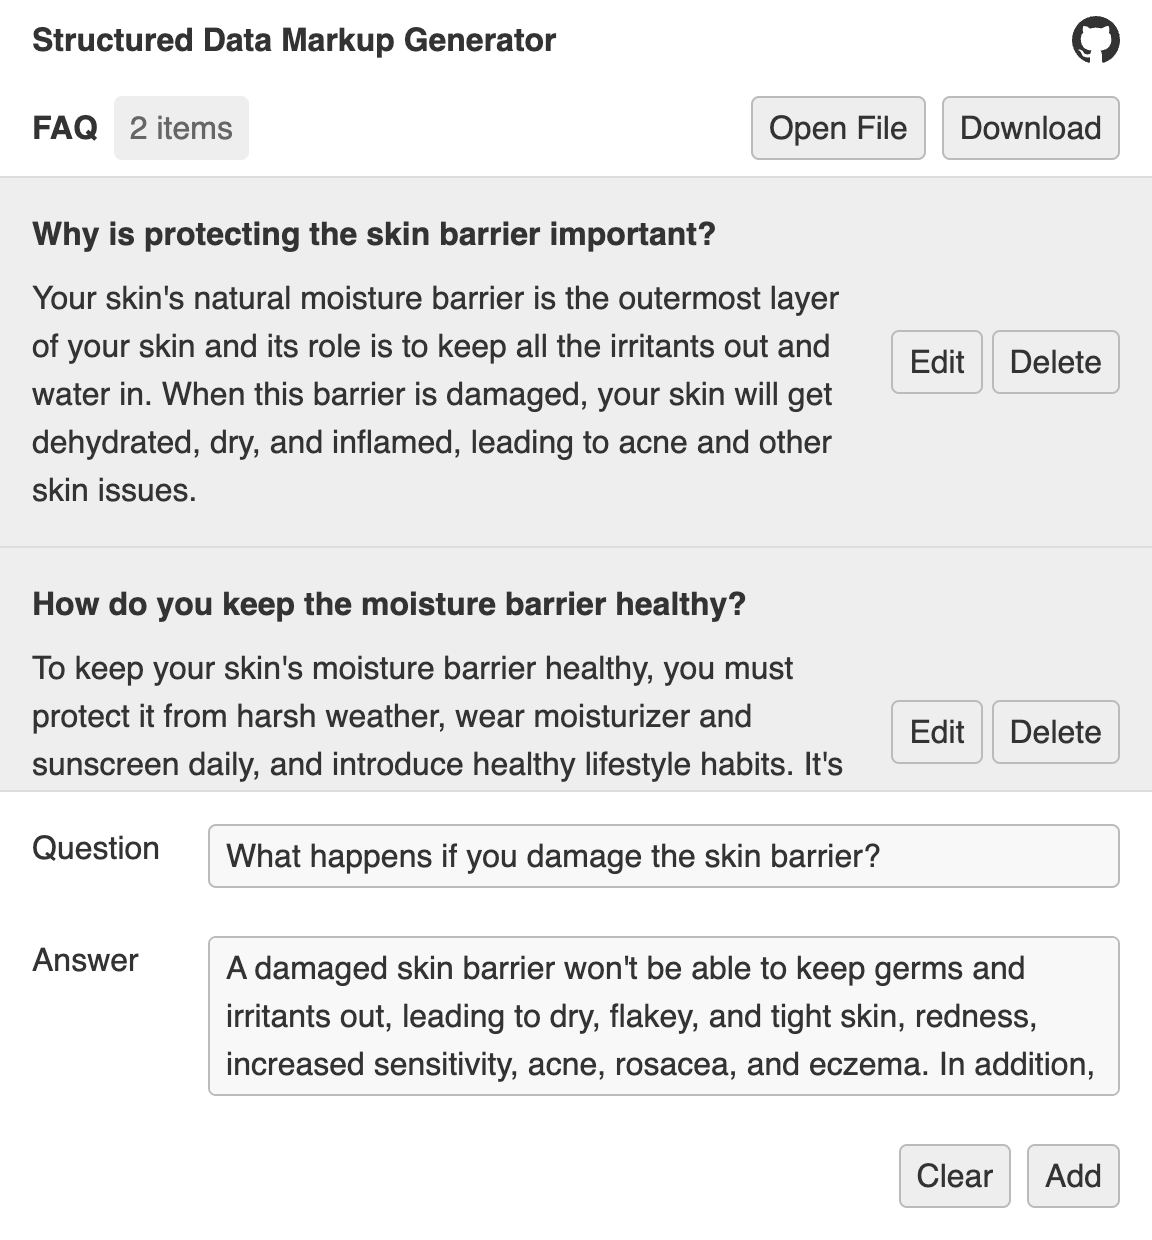 Structured Data Markup Generator
FAQ 2 items Open File Download
Why is protecting the skin barrier important?
Your skin's natural moisture barrier is the outermost layer
of your skin and its role is to keep all the irritants out and
water in. When this barrier is damaged, your skin will get
dehydrated, dry, and inflamed, leading to acne and other
skin issues.
Edit Delete
How do you keep the moisture barrier healthy?
To keep your skin's moisture barrier healthy, you must
protect it from harsh weather, wear moisturizer and
sunscreen daily, and introduce healthy lifestyle habits. It's
Edit Delete
Question
What happens if you damage the skin barrier?
Answer
A damaged skin barrier won't be able to keep germs and
irritants out, leading to dry, flakey, and tight skin, redness,
increased sensitivity, acne, rosacea, and eczema. In addition,
Clear Add